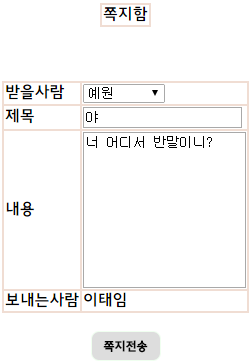 쪽지함
받을사람 예원
제목 야
내용 너 어디서 반말이니?
보내는사람 이태임
쪽지전송